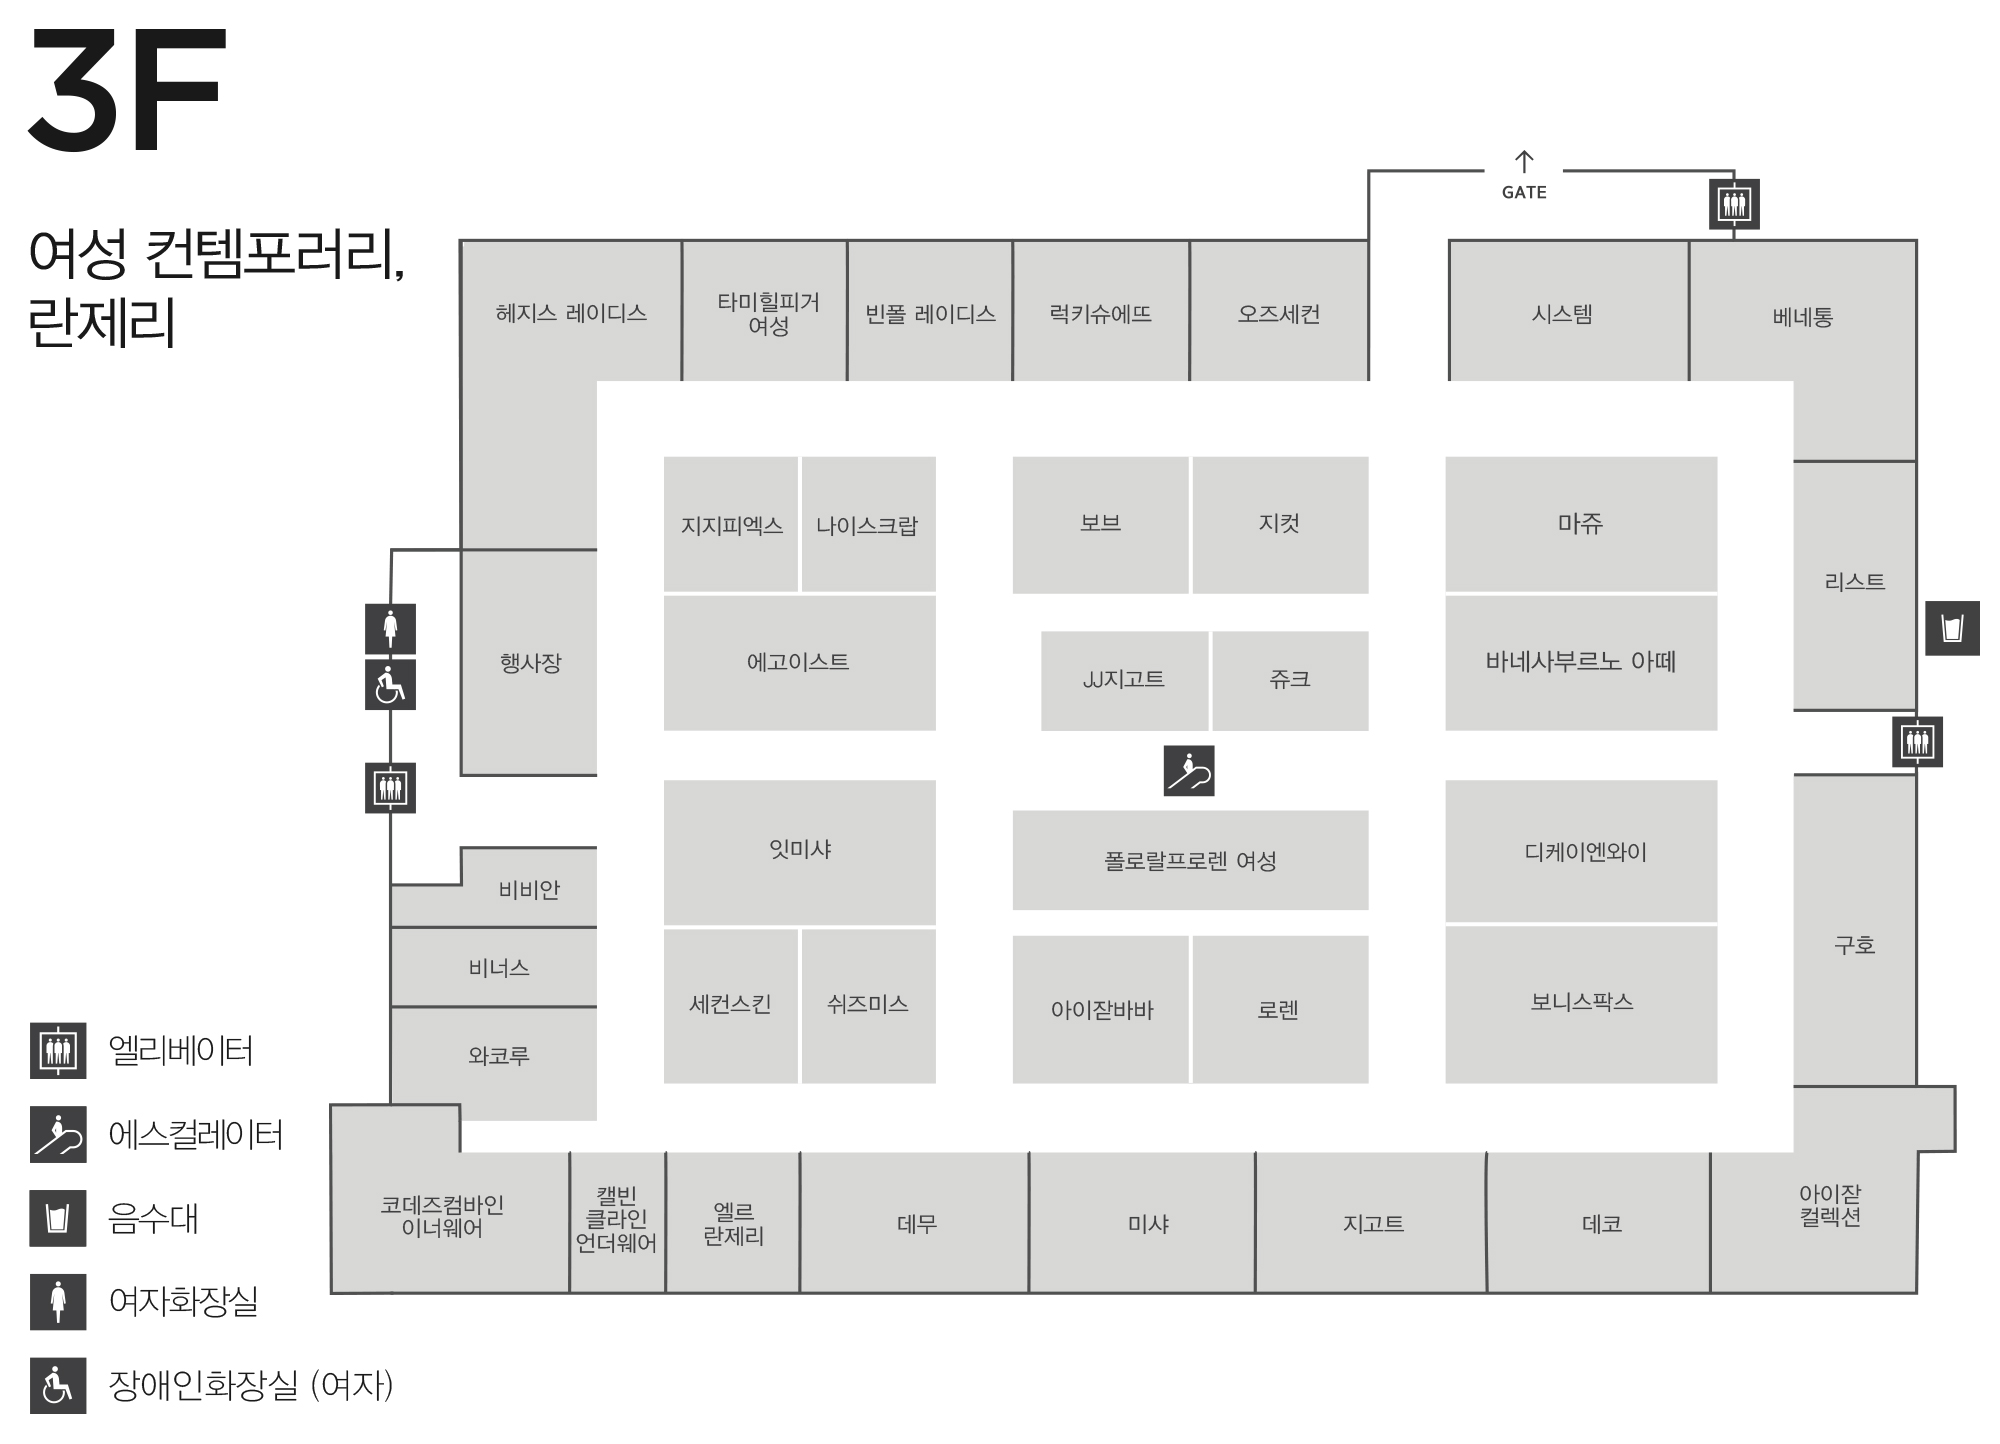 3F
여성 컨템포러리,
란제리
GATE
헤지스 레이디스
타미힐피거
여성
빈폴 레이디스
럭키슈에뜨
오즈세컨
시스템
베네통
지지피엑스
나이스크랍
보브
지컷
마쥬
리스트
행사장
에고이스트
JJ지고트
쥬크
바네사부르노 아떼
잇미샤
폴로랄프로렌 여성
디케이엔와이
비비안
비너스
구호
세컨스킨
쉬즈미스
아이잗바바
로렌
보니스팍스
와코루
코데즈컴바인
이너웨어
캘빈
클라인
언더웨어
엘르
란제리
데무
미샤
지고트
데코
아이잗
컬렉션
엘리베이터
에스컬레이터
음수대
여자화장실
장애인화장실 (여자)